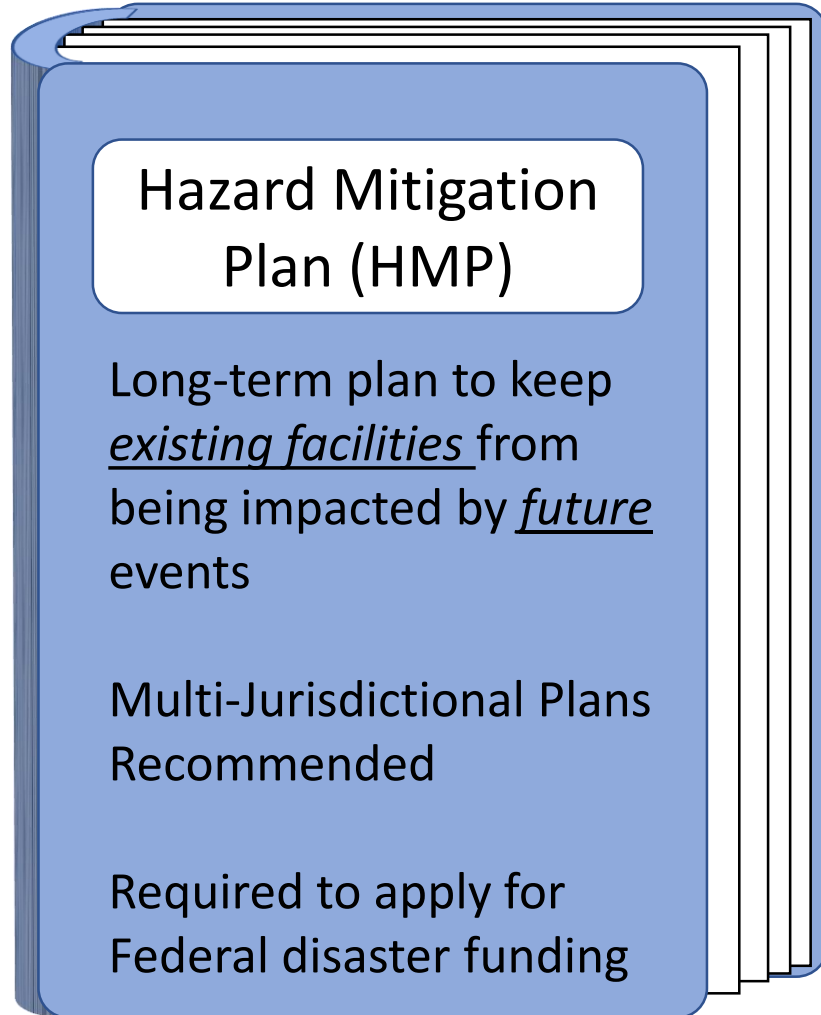 Hazard Mitigation
Plan (HMP)
Long-term plan to keep
existing facilities from
being impacted by future
events
Multi-Jurisdictional Plans
Recommended
Required to apply for
Federal disaster funding